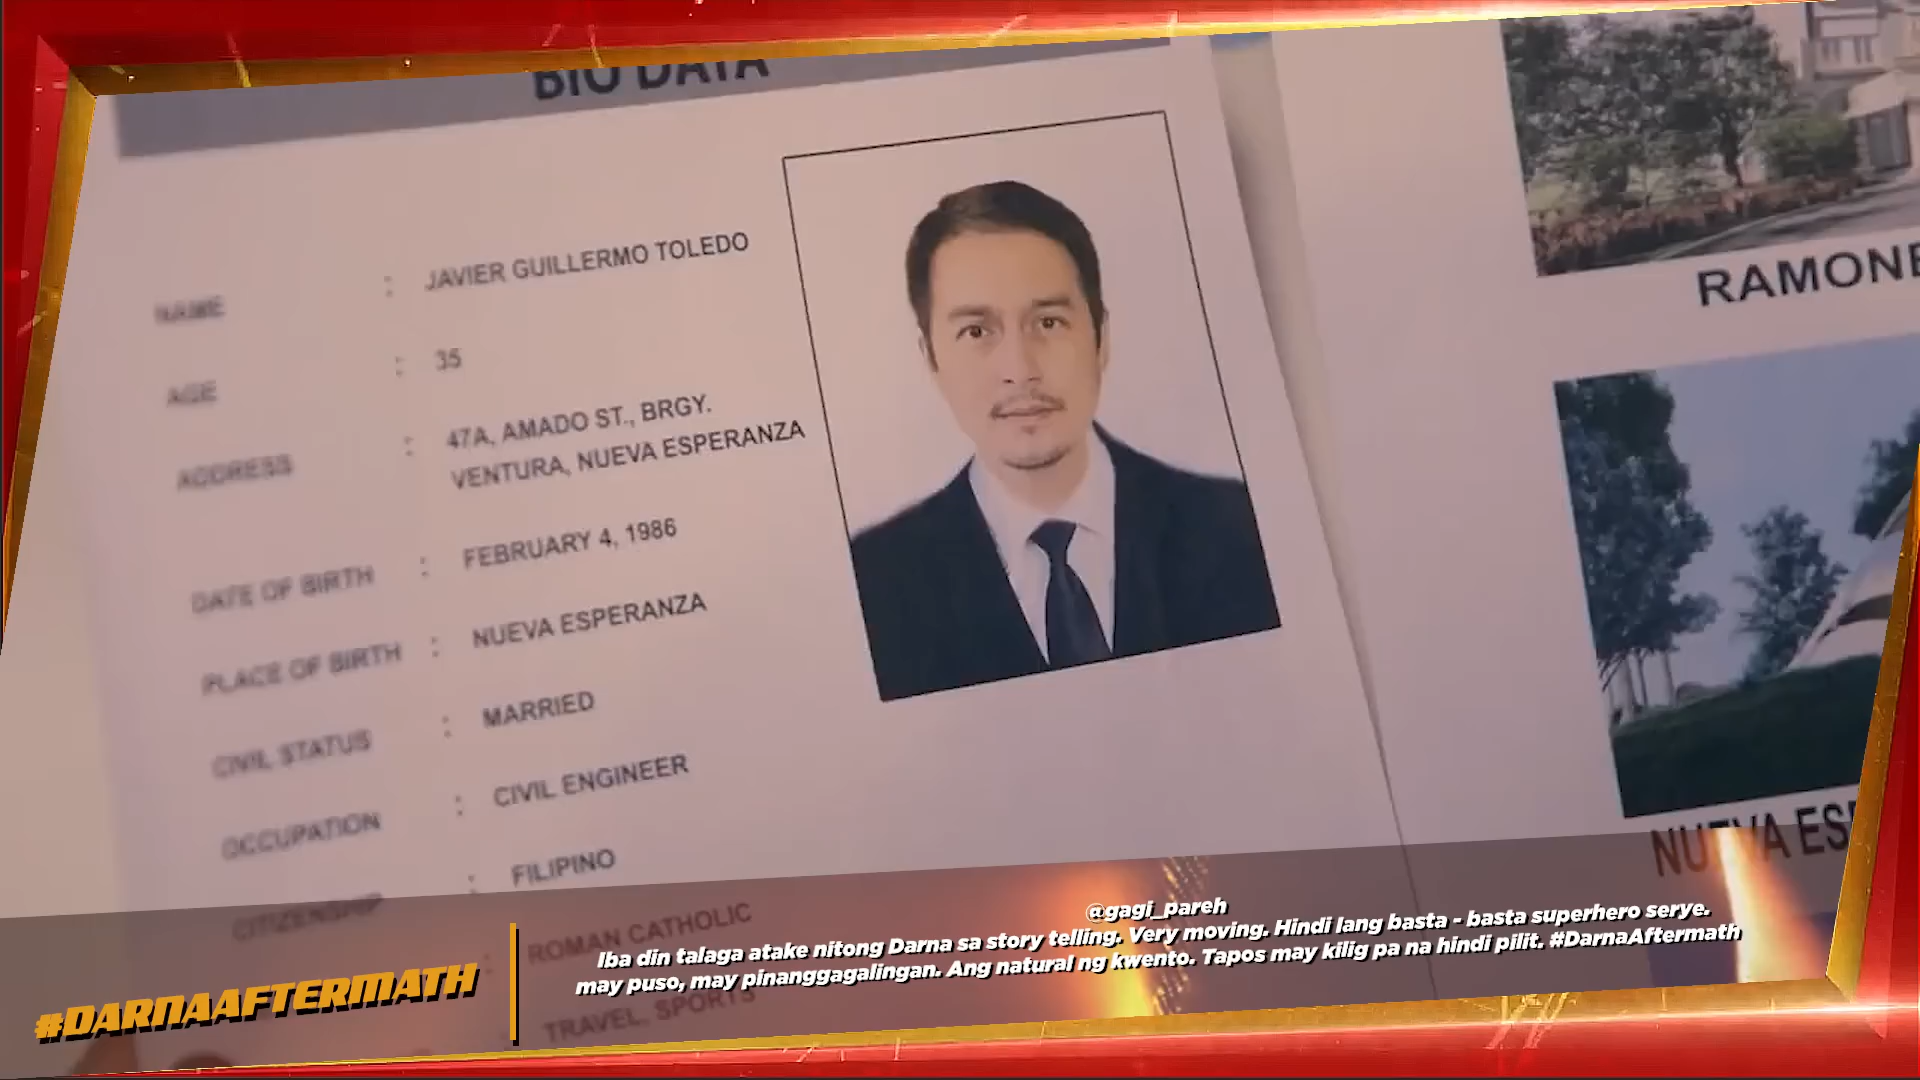 BIO DATA
NAME : JAVIER GUILLERMO TOLEDO
AGE : 35
ADDRESS : 47A, AMADO ST., BRGY.
VENTURA, NUEVA ESPERANZA
DATE OF BIRTH : FEBRUARY 4, 1986
PLACE OF BIRTH : NUEVA ESPERANZA
CIVIL STATUS : MARRIED
OCCUPATION : CIVIL ENGINEER
CITIZENSHIP : FILIPINO
ROMAN CATHOLIC
TRAVEL, SPORTS
RAMONE
NUEVA ES
#DARNAAFTERMATH
@gagi_pareh
Iba din talaga atake nitong Darna sa story telling. Very moving. Hindi lang basta - basta superhero serye.
may puso, may pinanggagalingan. Ang natural ng kwento. Tapos may kilig pa na hindi pilit. #DarnaAftermath